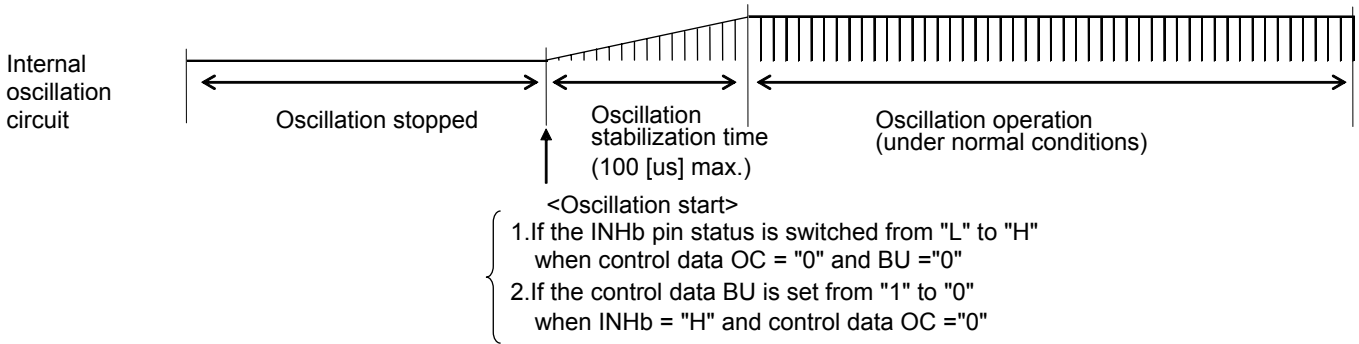 Internal
oscillation
circuit
Oscillation stopped
Oscillation
stabilization time
(100 [us] max.)
Oscillation operation
(under normal conditions)
<Oscillation start>
1.If the INHb pin status is switched from "L" to "H"
when control data OC = "0" and BU ="0"
2.If the control data BU is set from "1" to "0"
when INHb = "H" and control data OC ="0"